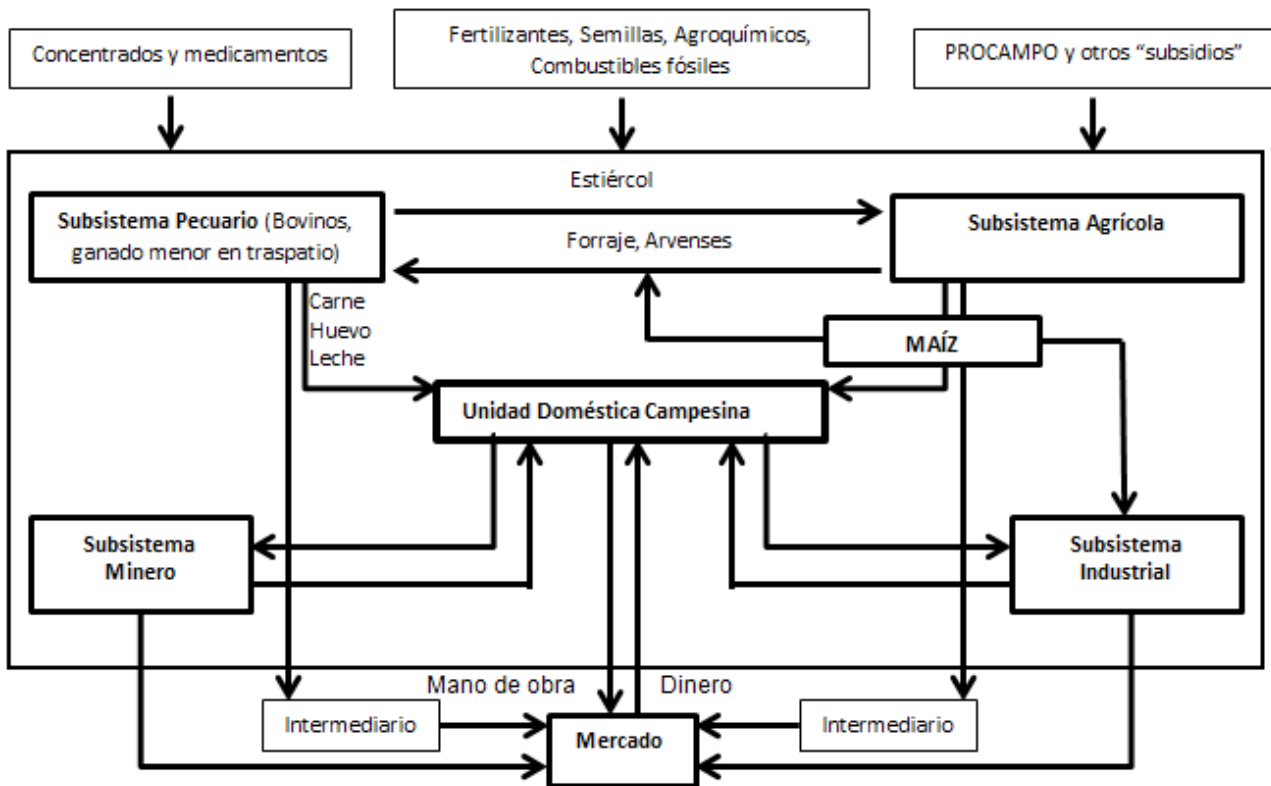 Concentrados y medicamentos
Fertilizantes, Semillas, Agroquímicos,
Combustibles fósiles
PROCAMPO y otros “subsidios”
Estiércol
Subsistema Pecuario (Bovinos,
ganado menor en traspatio)
Subsistema Agrícola
Forraje, Arvenses
Carne
Huevo
Leche
MAÍZ
Unidad Doméstica Campesina
Subsistema
Minero
Subsistema
Industrial
Mano de obra
Dinero
Intermediario
Intermediario
Mercado